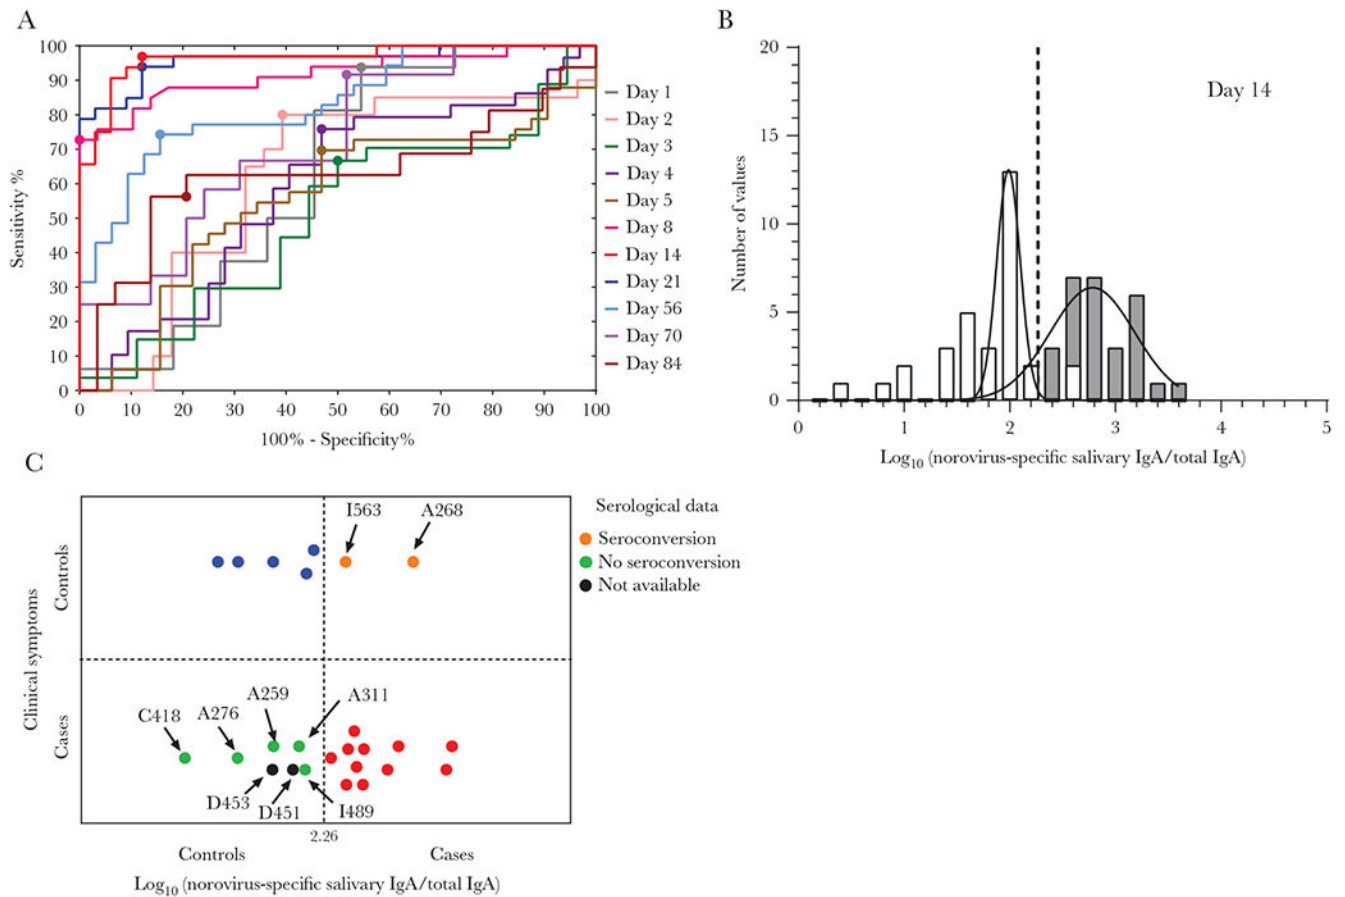 A
100
90
80
70
60
50
40
30
20
10
0
Sensitivity %
0 10 20 30 40 50 60 70 80 90 100
100% - Specificity%
Day 1
Day 2
Day 3
Day 4
Day 5
Day 8
Day 14
Day 21
Day 56
Day 70
Day 84
B
20
15
10
5
0
Number of values
Day 14
0 1 2 3 4 5
Log10 (norovirus-specific salivary IgA/total IgA)
C
Clinical symptoms
Controls
Cases
I563
A268
C418
A276
A259
A311
D453
D451
I489
2.26
Controls Cases
Log10 (norovirus-specific salivary IgA/total IgA)
Serological data
Seroconversion
No seroconversion
Not available